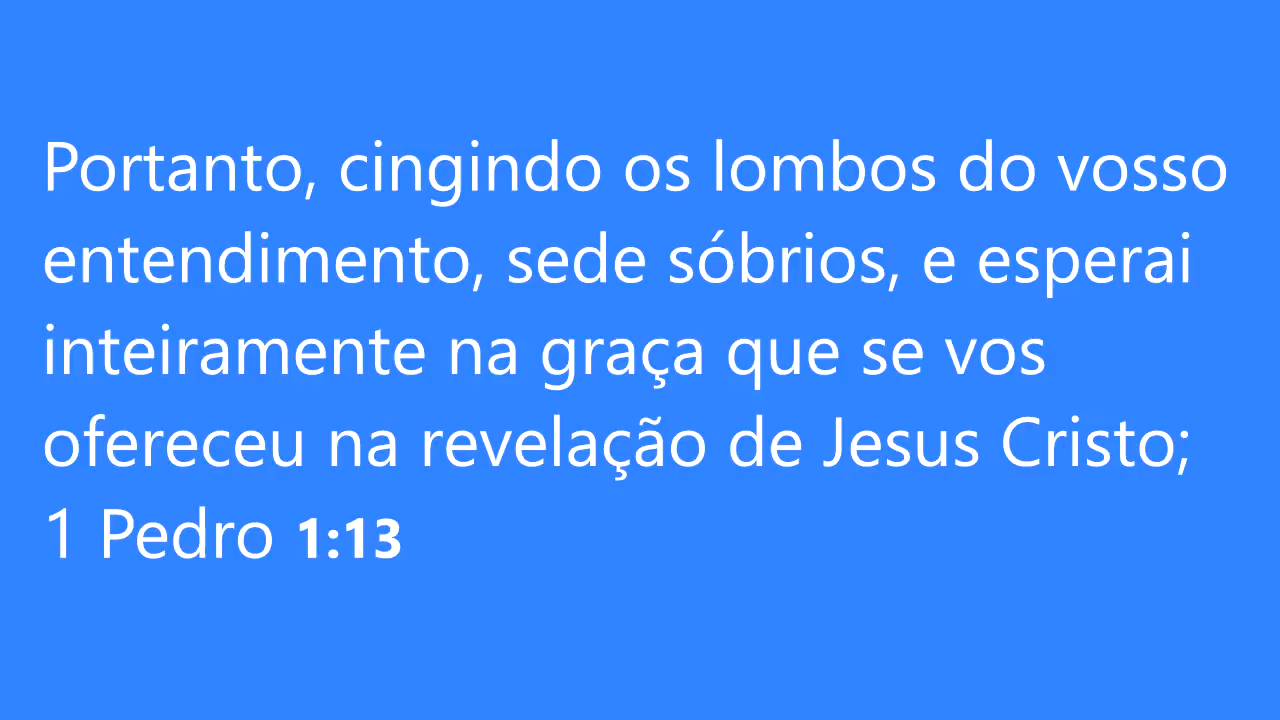 Portanto, cingindo os lombos do vosso
entendimento, sede sóbrios, e esperai
inteiramente na graça que se vos
ofereceu na revelação de Jesus Cristo;
1 Pedro 1:13